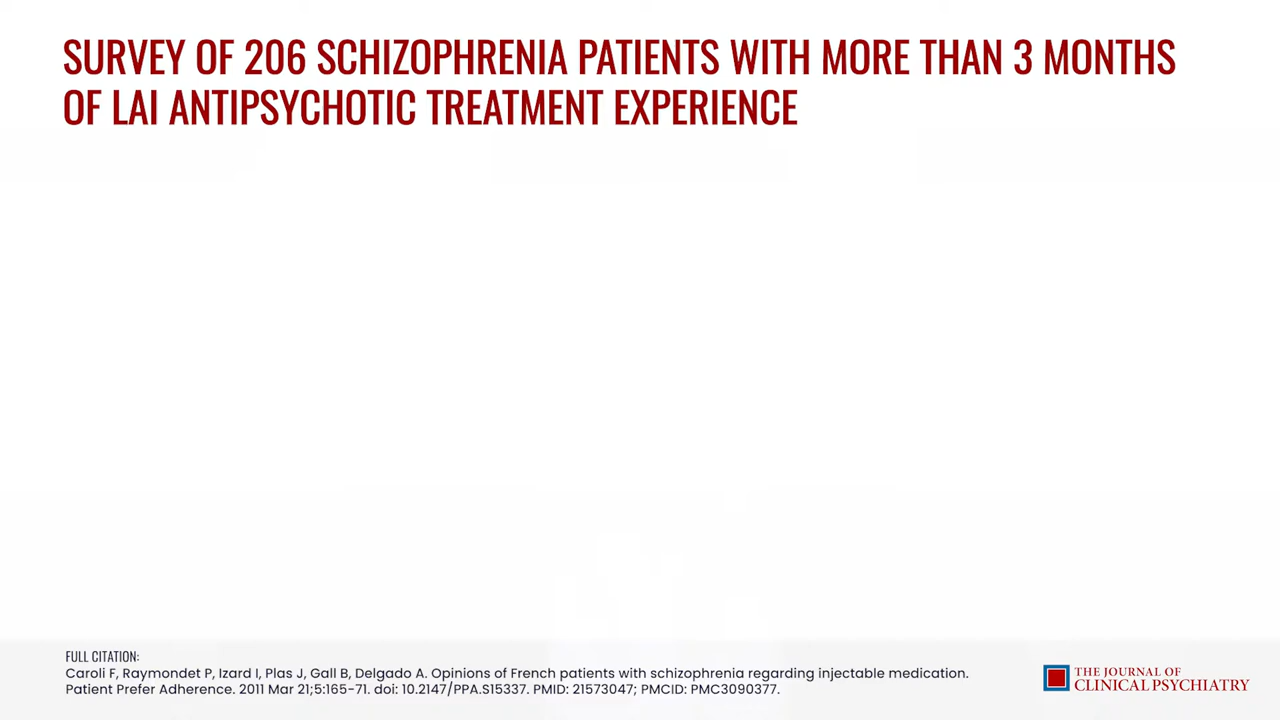 SURVEY OF 206 SCHIZOPHRENIA PATIENTS WITH MORE THAN 3 MONTHS
OF LAI ANTIPSYCHOTIC TREATMENT EXPERIENCE
FULL CITATION:
Caroli F, Raymondet P, Izard I, Plas J, Gall B, Delgado A. Opinions of French patients with schizophrenia regarding injectable medication.
Patient Prefer Adherence. 2011 Mar 21;5:165-71. doi: 10.2147/PPA.S15337. PMID: 21573047; PMCID: PMC3090377.
THE JOURNAL OF
CLINICAL PSYCHIATRY